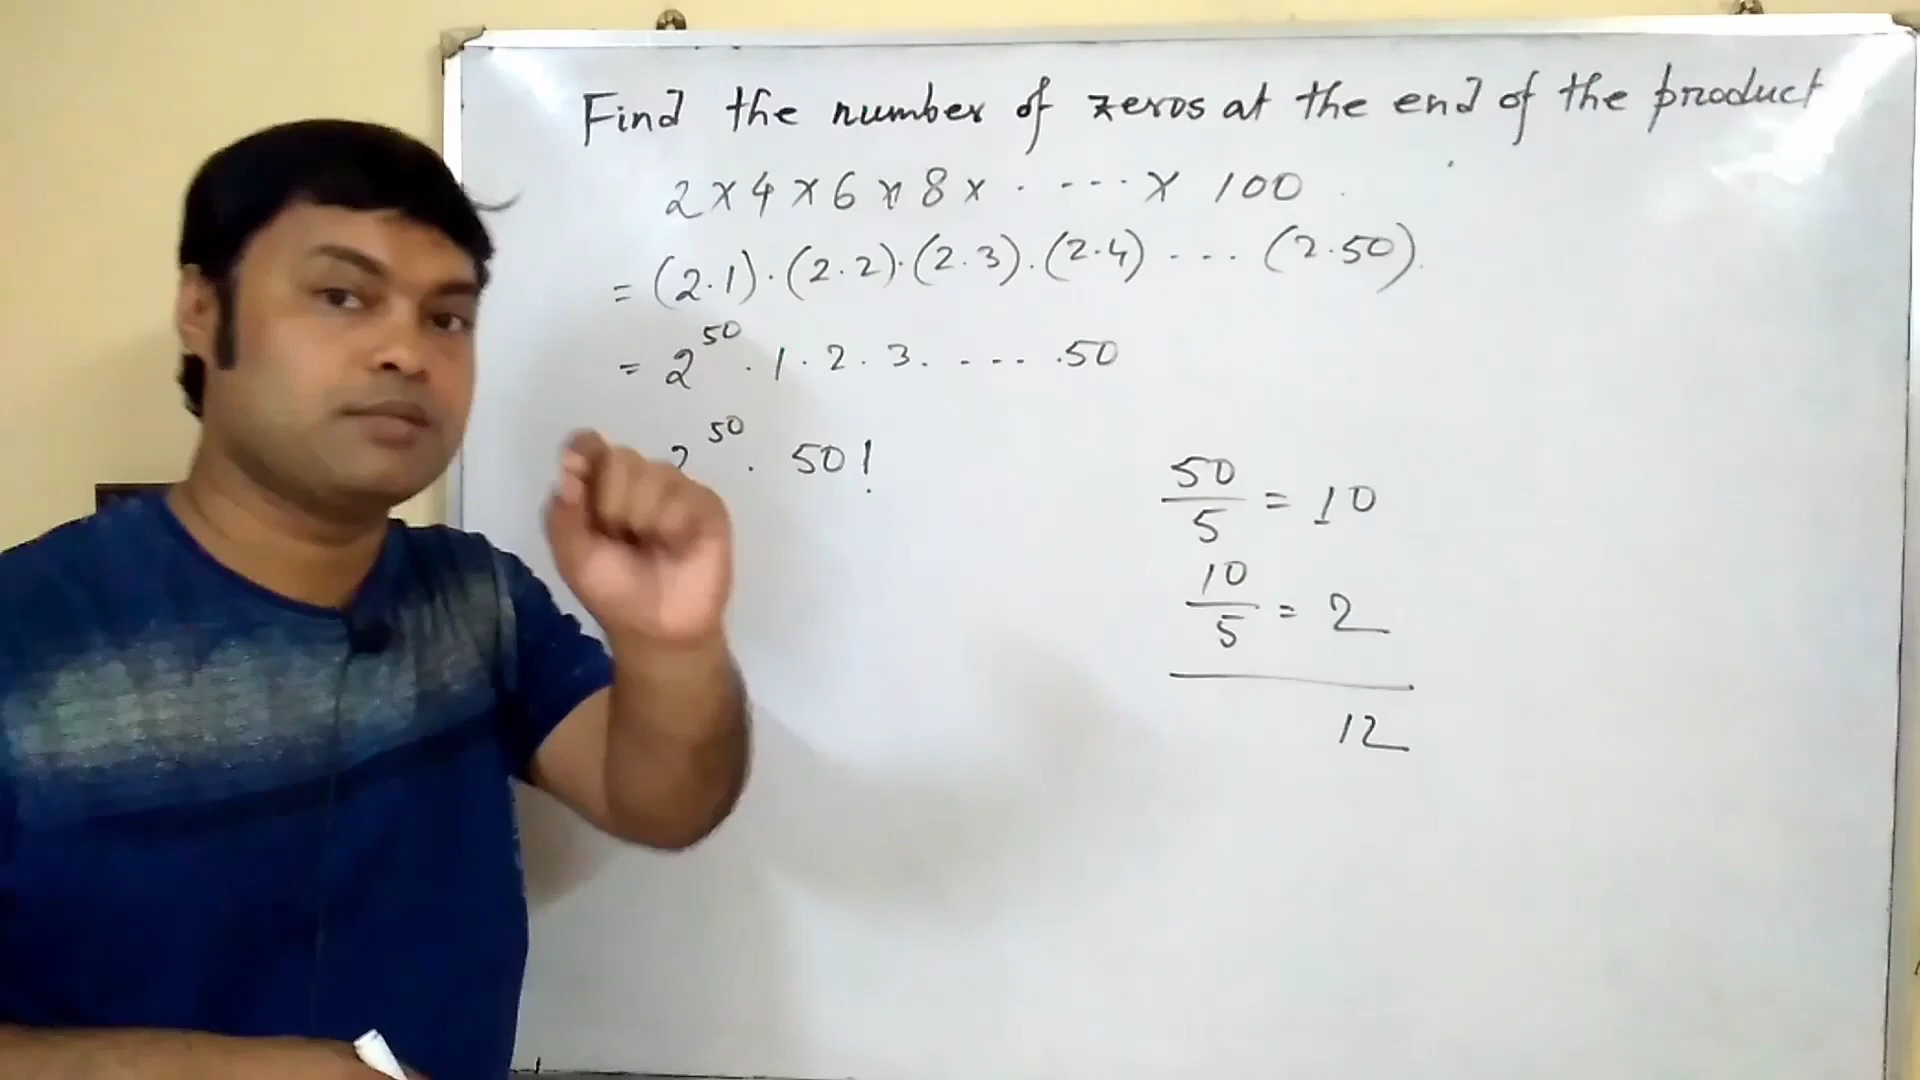 Find the number of zeros at the end of the product
2 × 4 × 6 × 8 × . - - - . × 100
= (2.1).(2.2).(2.3).(2.4) - - - (2.50).
= 2^50 . 1 . 2 . 3 . - - - - .50
2^50 . 50!
50/5 = 10
10/5 = 2
12